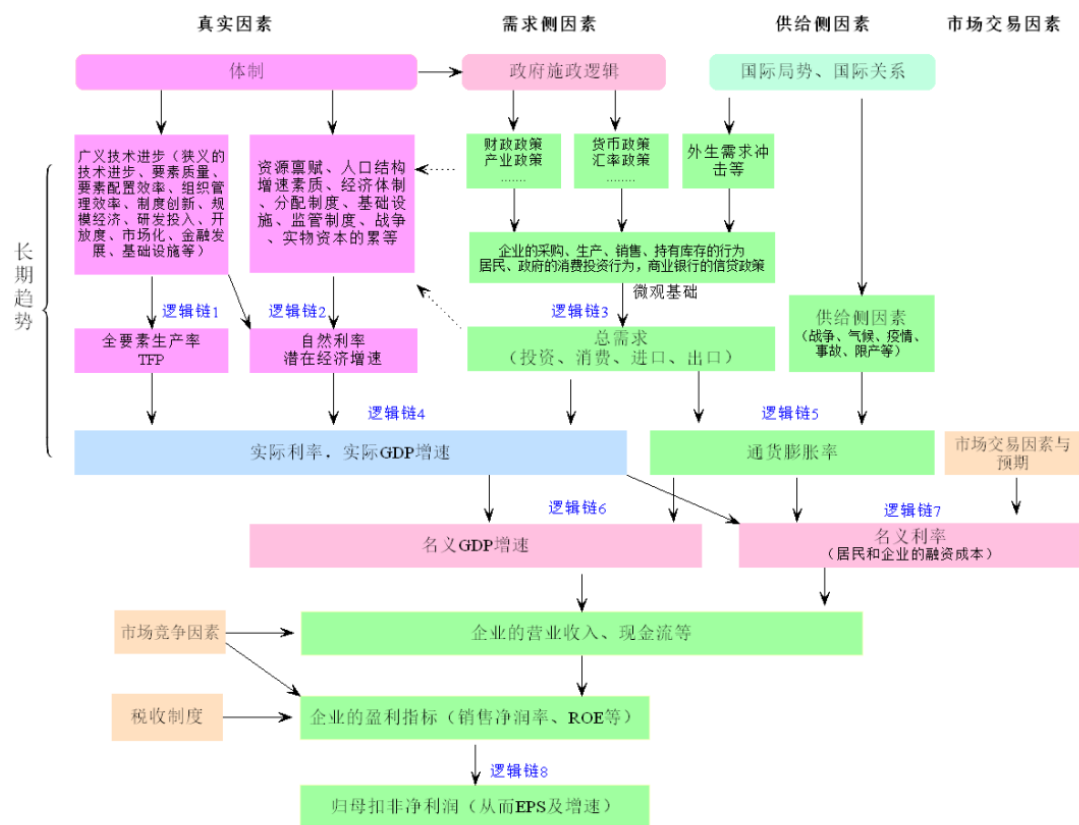 真实因素
需求侧因素
供给侧因素
市场交易因素
体制
政府施政逻辑
国际局势、国际关系
广义技术进步（狭义的
技术进步、要素质量、
要素配置效率、组织管
理效率、制度创新、规
模经济、研发投入、开
放度、市场化、金融发
展、基础设施等）
资源禀赋、人口结构
增速素质、经济体制
、分配制度、基础设
施、监管制度、战争
、实物资本的累等
财政政策
产业政策
........
货币政策
汇率政策
........
外生需求冲
击等
企业的采购、生产、销售、持有库存的行为
居民、政府的消费投资行为，商业银行的信贷政策
微观基础
长期趋势
逻辑链1
逻辑链2
逻辑链3
全要素生产率
TFP
自然利率
潜在经济增速
总需求
（投资、消费、进口、出口）
供给侧因素
（战争、气候、疫情、
事故、限产等）
逻辑链4
逻辑链5
实际利率，实际GDP增速
通货膨胀率
市场交易因素与
预期
逻辑链6
逻辑链7
名义GDP增速
名义利率
（居民和企业的融资成本）
市场竞争因素
企业的营业收入、现金流等
税收制度
企业的盈利指标（销售净润率、ROE等）
逻辑链8
归母扣非净利润（从而EPS及增速）